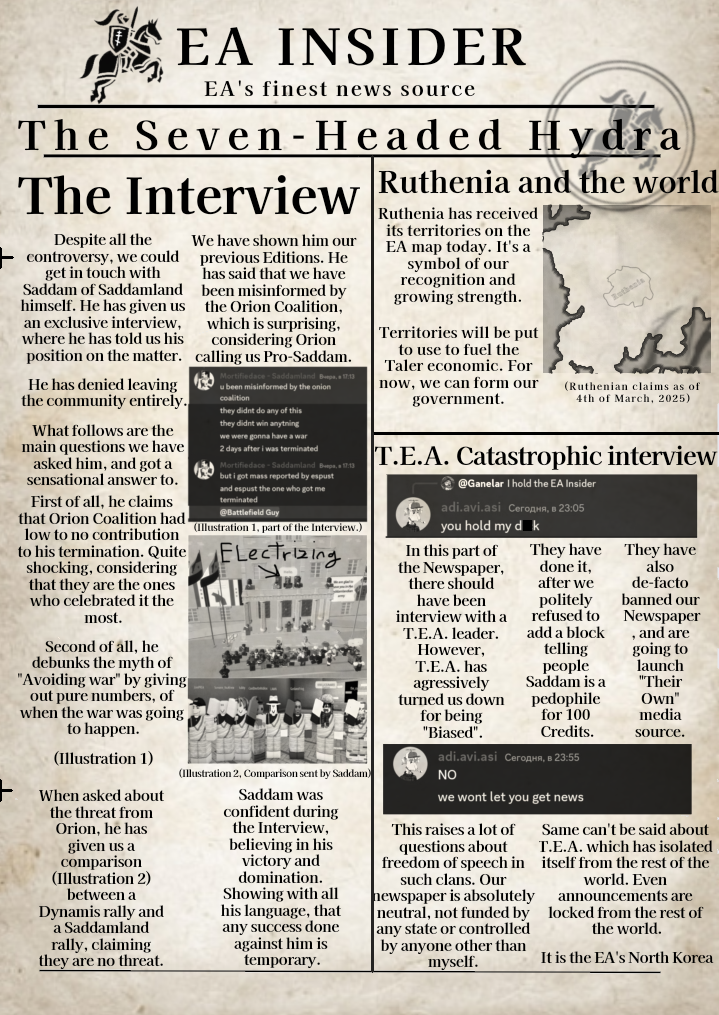 EA INSIDER
EA's finest news source
The Seven-Headed Hydra
The Interview
Despite all the
controversy, we could
get in touch with
Saddam of Saddamland
himself. He has given us
an exclusive interview,
where he has told us his
position on the matter.
He has denied leaving
the community entirely.
What follows are the
main questions we have
asked him, and got a
sensational answer to.
First of all, he claims
that Orion Coalition had
low to no contribution
to his termination. Quite
shocking, considering
that they are the ones
who celebrated it the
most.
Second of all, he
debunks the myth of
"Avoiding war" by giving
out pure numbers, of
when the war was going
to happen.
(Illustration 1)
When asked about
the threat from
Orion, he has
given us a
comparison
(Illustration 2)
between a
Dynamis rally and
a Saddamland
rally, claiming
they are no threat.
We have shown him our
previous Editions. He
has said that we have
been misinformed by
the Orion Coalition,
which is surprising,
considering Orion
calling us Pro-Saddam.
Mortifiedace - Saddamland Вчера, в 17:13
u been misinformed by the onion
coalition
they didnt do any of this
they didnt win anytning
we were gonna have a war
2 days after i was terminated
Mortifiedace - Saddamland Вчера, в 17:13
but i got mass reported by espust
and espust the one who got me
terminated
@Battlefield Guy
(Illustration 1, part of the Interview.)
ELectrizing
(Illustration 2, Comparison sent by Saddam)
Saddam was
confident during
the Interview,
believing in his
victory and
domination.
Showing with all
his language, that
any success done
against him is
temporary.
Ruthenia and the world
Ruthenia has received
its territories on the
EA map today. It's a
symbol of our
recognition and
growing strength.
Territories will be put
to use to fuel the
Taler economic. For
now, we can form our
government.
Ruthenia
(Ruthenian claims as of
4th of March, 2025)
T.E.A. Catastrophic interview
@Ganelar I hold the EA Insider
adi.avi.asi Сегодня, в 23:05
you hold my d k
In this part of
the Newspaper,
there should
have been
interview with a
T.E.A. leader.
However,
T.E.A. has
agressively
turned us down
for being
"Biased".
They have
done it,
after we
politely
refused to
add a block
telling
people
Saddam is a
pedophile
for 100
Credits.
They have
also
de-facto
banned our
Newspaper
, and are
going to
launch
"Their
Own"
media
source.
adi.avi.asi Сегодня, в 23:55
NO
we wont let you get news
This raises a lot of
questions about
freedom of speech in
such clans. Our
newspaper is absolutely
neutral, not funded by
any state or controlled
by anyone other than
myself.
Same can't be said about
T.E.A. which has isolated
itself from the rest of the
world. Even
announcements are
locked from the rest of
the world.
It is the EA's North Korea